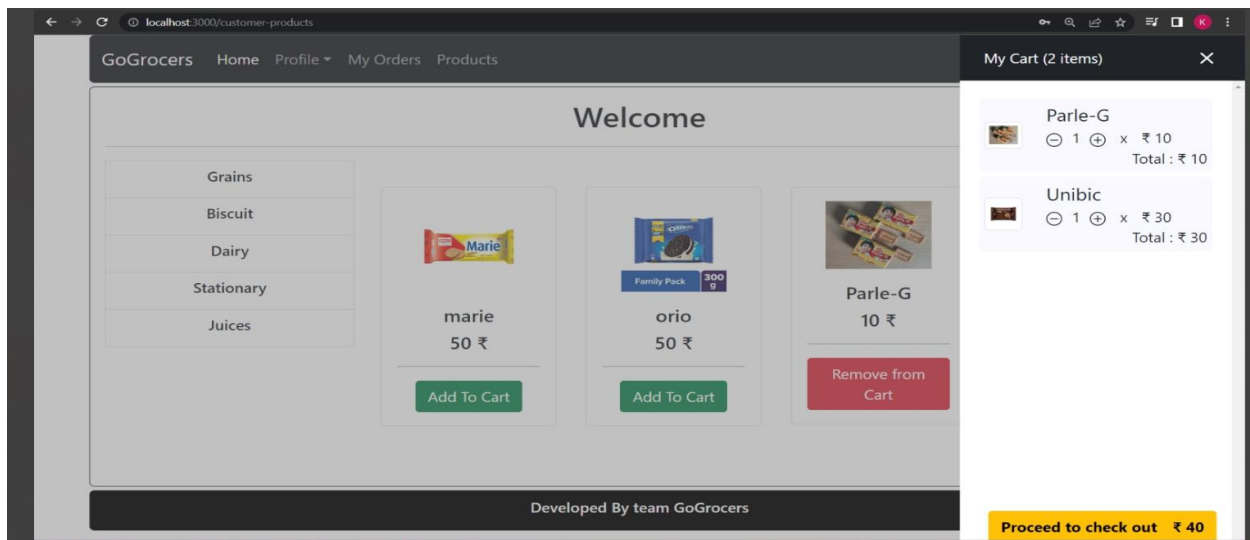 localhost:3000/customer-products
K
GoGrocers Home Profile My Orders Products
Welcome
Grains
Biscuit
Dairy
Stationary
Juices
Marie
marie
50 ₹
Add To Cart
Family Pack 300 g
orio
50 ₹
Add To Cart
Parle-G
10 ₹
Remove from
Cart
Developed By team GoGrocers
My Cart (2 items)
Parle-G
1 x ₹ 10
Total : ₹ 10
Unibic
1 x ₹ 30
Total : ₹ 30
Proceed to check out ₹ 40